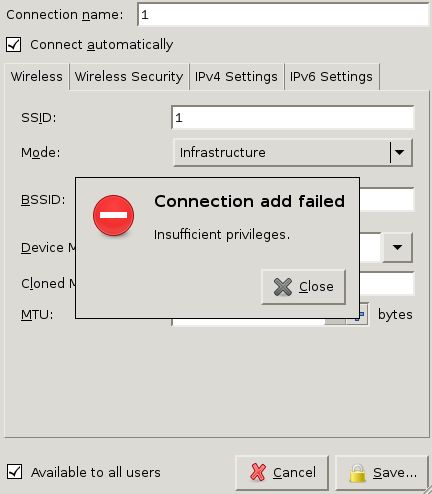 Connection name: 1
Connect automatically
Wireless Wireless Security IPv4 Settings IPv6 Settings
SSID: 1
Mode: Infrastructure
Connection add failed
BSSID:
Insufficient privileges.
Device M
Cloned M
Close
MTU: bytes
Available to all users Cancel Save...